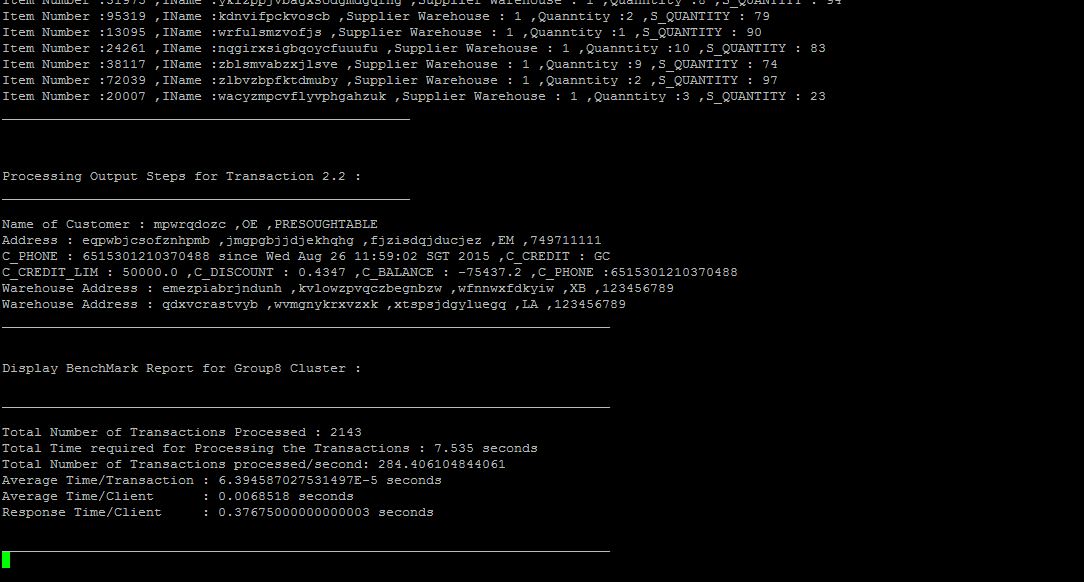 Item Number :31975 ,IName ,Supplier Warehouse : 1 ,Quanntity :8 ,S_QUANTITY : 94
Item Number :95319 ,IName :kdnvifpckvoscb ,Supplier Warehouse : 1 ,Quanntity :2 ,S_QUANTITY : 79
Item Number :13095 ,IName :wrfulsmzvofjs ,Supplier Warehouse : 1 ,Quanntity :1 ,S_QUANTITY : 90
Item Number :24261 ,IName :nqgirxsigbqoycfuuufu ,Supplier Warehouse : 1 ,Quanntity :10 ,S_QUANTITY : 83
Item Number :38117 ,IName :zblsmvabzxjlsve ,Supplier Warehouse : 1 ,Quanntity :9 ,S_QUANTITY : 74
Item Number :72039 ,IName :zlbvzbpfktdmuby ,Supplier Warehouse : 1 ,Quanntity :2 ,S_QUANTITY : 97
Item Number :20007 ,IName :wacyzmpcvflyvphgahzuk ,Supplier Warehouse : 1 ,Quanntity :3 ,S_QUANTITY : 23
Processing Output Steps for Transaction 2.2 :
Name of Customer : mpwrqdozc ,OE ,PRESOUGHTABLE
Address : eqpwbjcsofznhpmb ,jmgpgbjjdjekhqhg ,fjzisdqjducjez ,EM ,749711111
C_PHONE : 6515301210370488 since Wed Aug 26 11:59:02 SGT 2015 ,C_CREDIT : GC
C_CREDIT_LIM : 50000.0 ,C_DISCOUNT : 0.4347 ,C_BALANCE : -75437.2 ,C_PHONE :6515301210370488
Warehouse Address : emezpiabrjndunh ,kvlowzpvqczbegnbzw ,wfnnwxfdkyiw ,XB ,123456789
Warehouse Address : qdxvcrastvyb ,wvmgnykrxvzxk ,xtspsjdgyluegq ,LA ,123456789
Display BenchMark Report for Group8 Cluster :
Total Number of Transactions Processed : 2143
Total Time required for Processing the Transactions : 7.535 seconds
Total Number of Transactions processed/second: 284.406104844061
Average Time/Transaction : 6.394587027531497E-5 seconds
Average Time/Client : 0.0068518 seconds
Response Time/Client : 0.37675000000000003 seconds